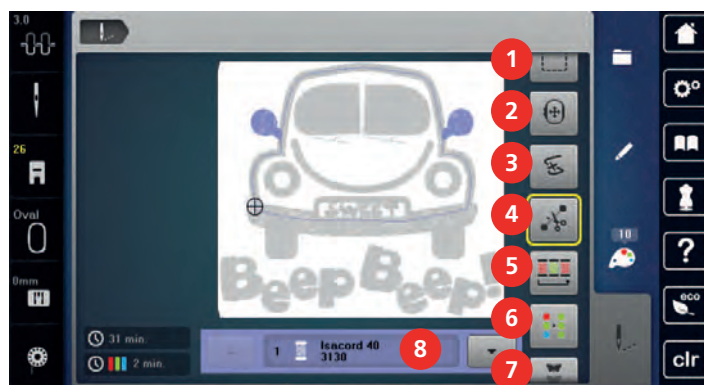 3.0
26
Oval
0mm
SWEET
Beep Beep!
31 min.
2 min.
1 Isacord 40
3130
1
2
3
4
5
6
7
8
10
?
eco
clr